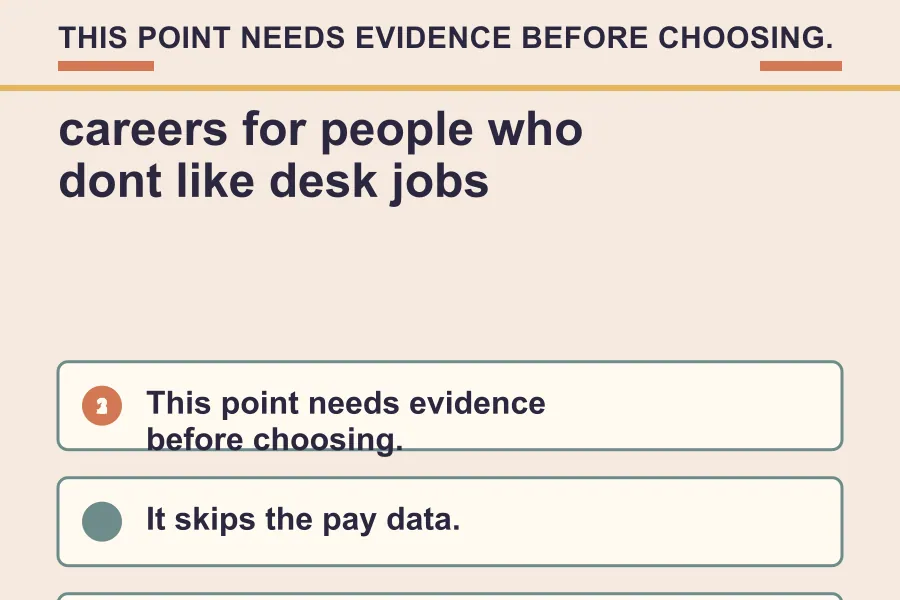 THIS POINT NEEDS EVIDENCE BEFORE CHOOSING.
careers for people who
dont like desk jobs
This point needs evidence
before choosing.
It skips the pay data.